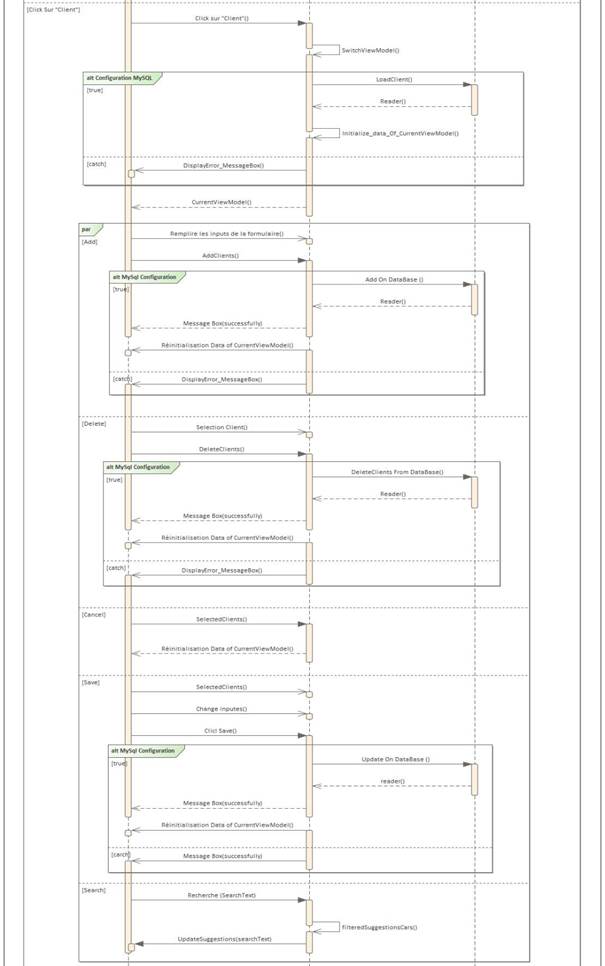 [Click Sur "Client"]
Click sur "Client"()
SwitchViewModel()
alt Configuration MySQL
LoadClient()
[true]
Reader()
Initialize_data_Of_CurrentViewModel()
[catch]
DisplayError_MessageBox()
CurrentViewModel()
par
Remplire les inputs de la formulaire()
[Add]
AddClients()
alt MySql Configuration
Add On DataBase ()
[true]
Reader()
Message Box(successfully)
Réinitialisation Data of CurrentViewModel()
[catch]
DisplayError_MessageBox()
[Delete]
Selection Client()
DeleteClients()
alt MySql Configuration
DeleteClients From DataBase()
[true]
Reader()
Message Box(successfully)
Réinitialisation Data of CurrentViewModel()
[catch]
DisplayError_MessageBox()
[Cancel]
SelectedClients()
Réinitialisation Data of CurrentViewModel()
[Save]
SelectedClients()
Change inputes()
Clicl Save()
alt MySql Configuration
Update On DataBase ()
[true]
reader()
Message Box(successfully)
Réinitialisation Data of CurrentViewModel()
[carch]
Message Box(successfully)
[Search]
Recherche (SearchText)
filteredSuggestionsCars()
UpdateSuggestions(searchText)